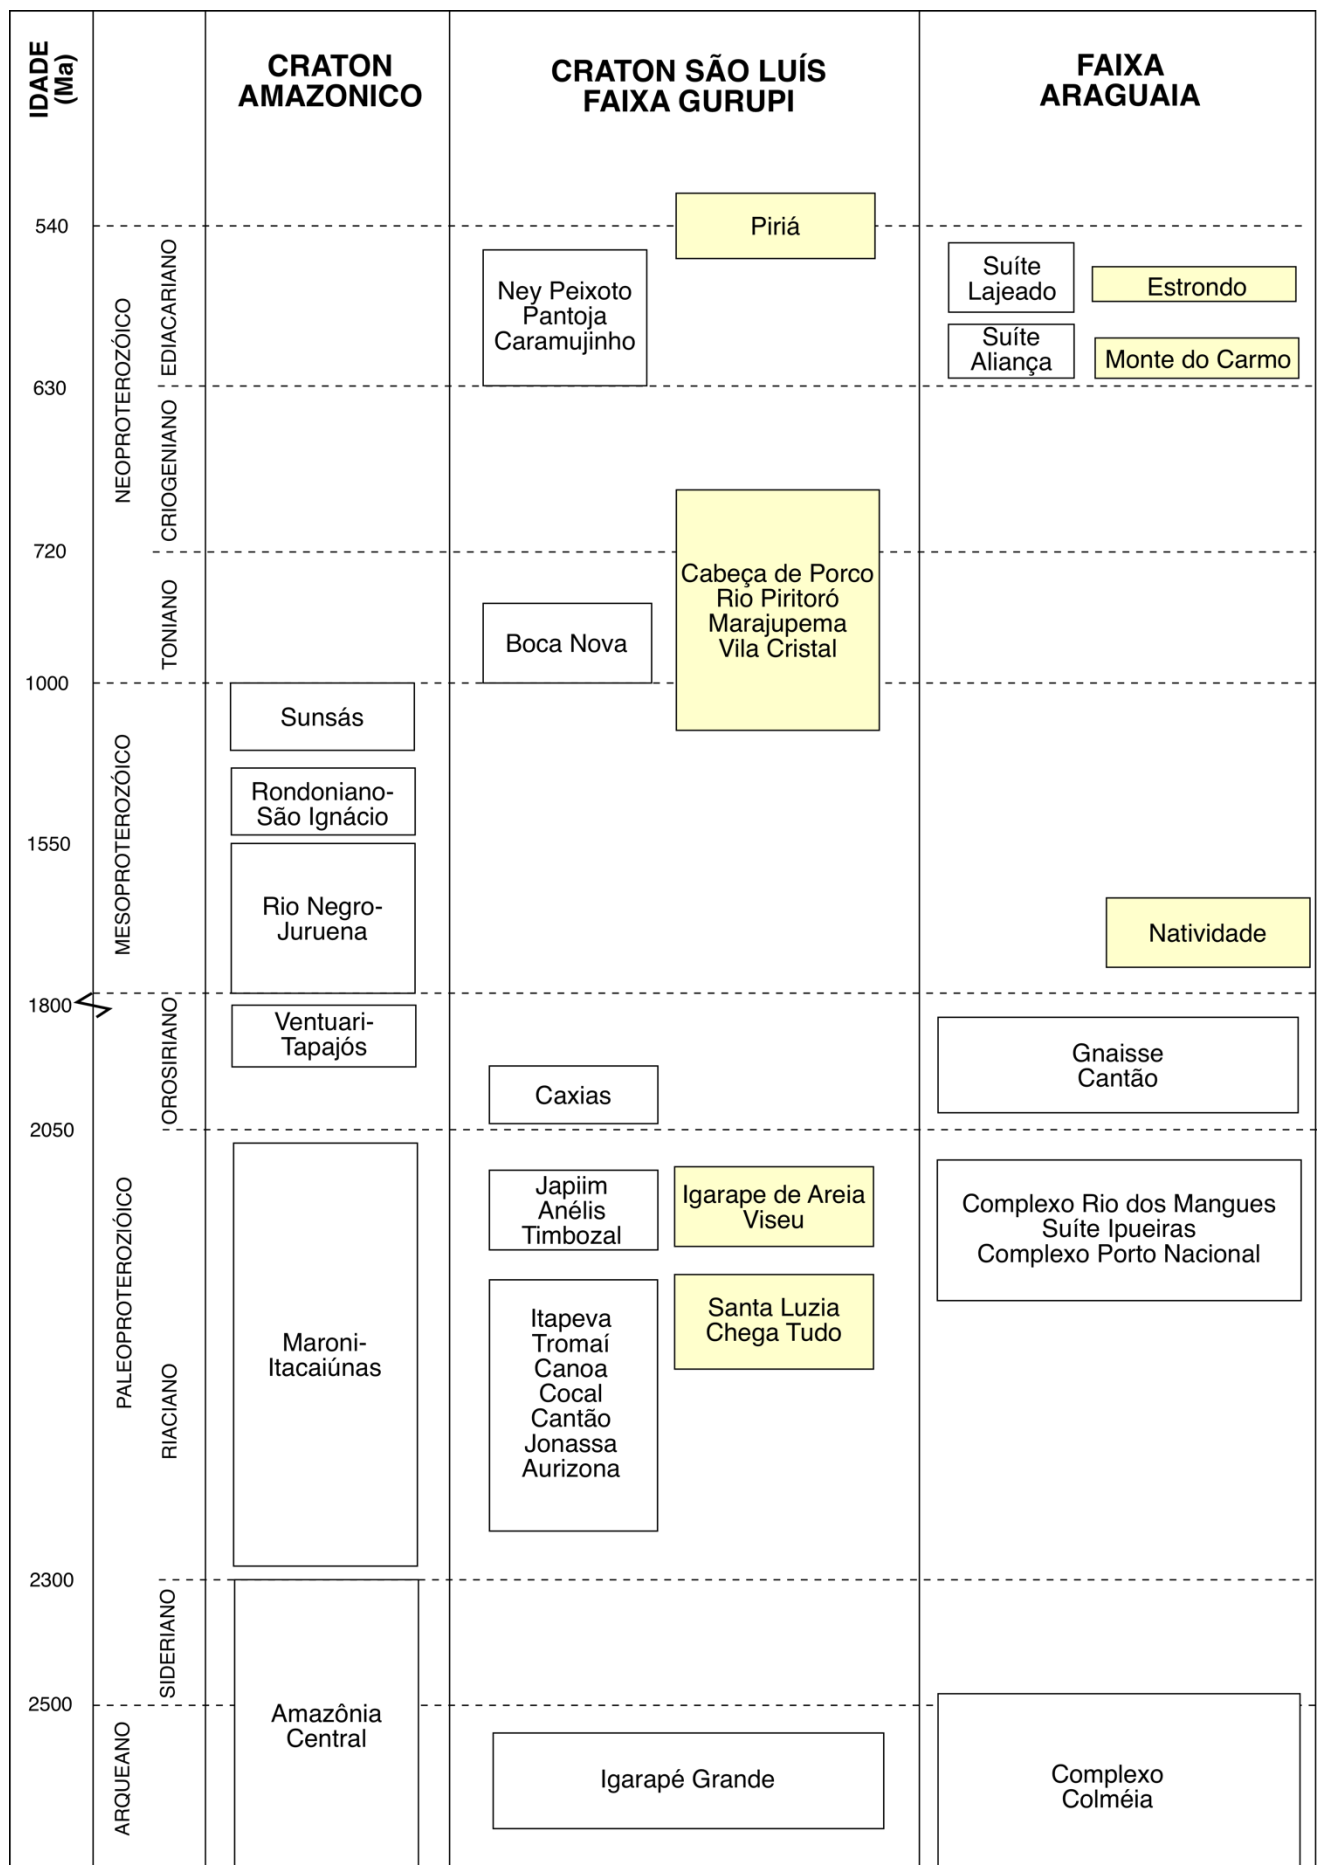 IDADE
(Ma)
CRATON
AMAZONICO
CRATON SÃO LUÍS
FAIXA GURUPI
FAIXA
ARAGUAIA
540
630
720
1000
1550
1800
2050
2300
2500
NEOPROTEROZÓICO
MESOPROTEROZÓICO
PALEOPROTEROZIÓICO
ARQUEANO
EDIACARIANO
CRIOGENIANO
TONIANO
OROSIRIANO
RIACIANO
SIDERIANO
Sunsás
Rondoniano-
São Ignácio
Rio Negro-
Juruena
Ventuari-
Tapajós
Maroni-
Itacaiúnas
Amazônia
Central
Piriá
Ney Peixoto
Pantoja
Caramujinho
Cabeça de Porco
Rio Piritoró
Marajupema
Vila Cristal
Boca Nova
Caxias
Japiim
Anélis
Timbozal
Igarape de Areia
Viseu
Itapeva
Tromaí
Canoa
Cocal
Cantão
Jonassa
Aurizona
Santa Luzia
Chega Tudo
Igarapé Grande
Suíte
Lajeado
Estrondo
Suíte
Aliança
Monte do Carmo
Natividade
Gnaisse
Cantão
Complexo Rio dos Mangues
Suíte Ipueiras
Complexo Porto Nacional
Complexo
Colméia